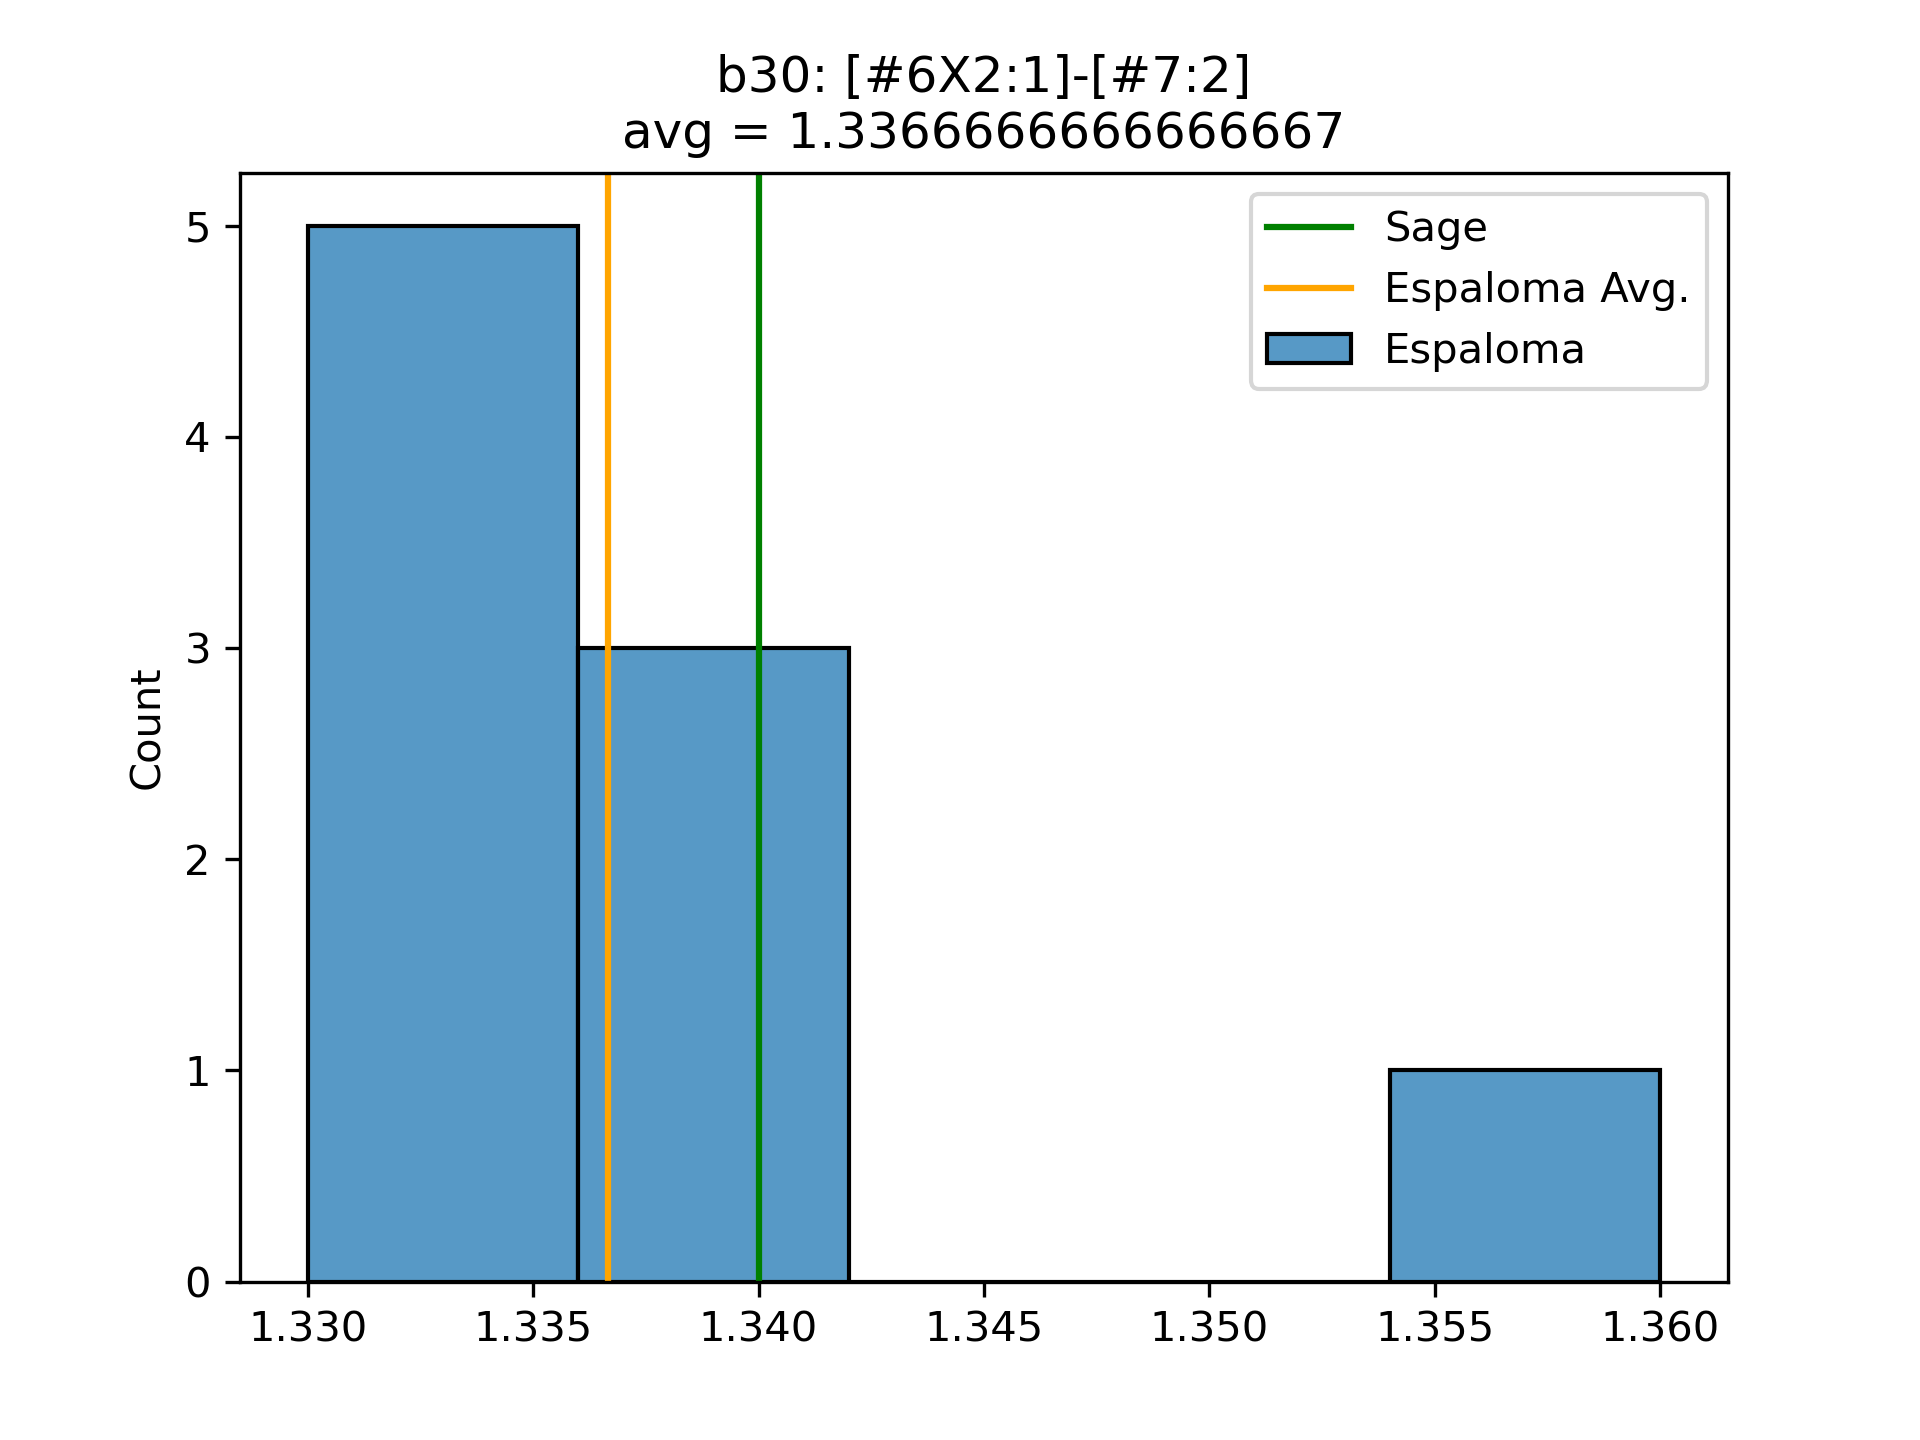 b30: [#6X2:1]-[#7:2]
avg = 1.3366666666666667
Sage
Espaloma Avg.
Espaloma
5
4
3
2
1
0
Count
1.330 1.335 1.340 1.345 1.350 1.355 1.360